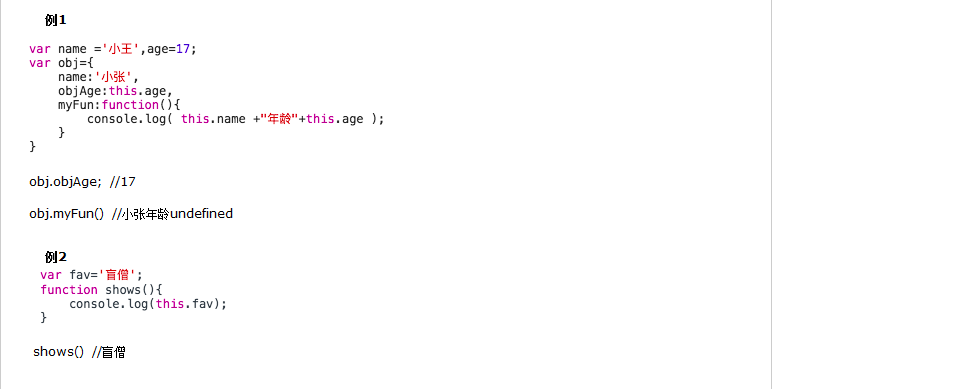 例1
var name ='小王',age=17;
var obj={
    name:'小张',
    objAge:this.age,
    myFun:function(){
        console.log( this.name +"年龄"+this.age );
    }
}
obj.objAge;  //17
obj.myFun()  //小张年龄undefined
例2
var fav='盲僧';
function shows(){
    console.log(this.fav);
}
shows()  //盲僧